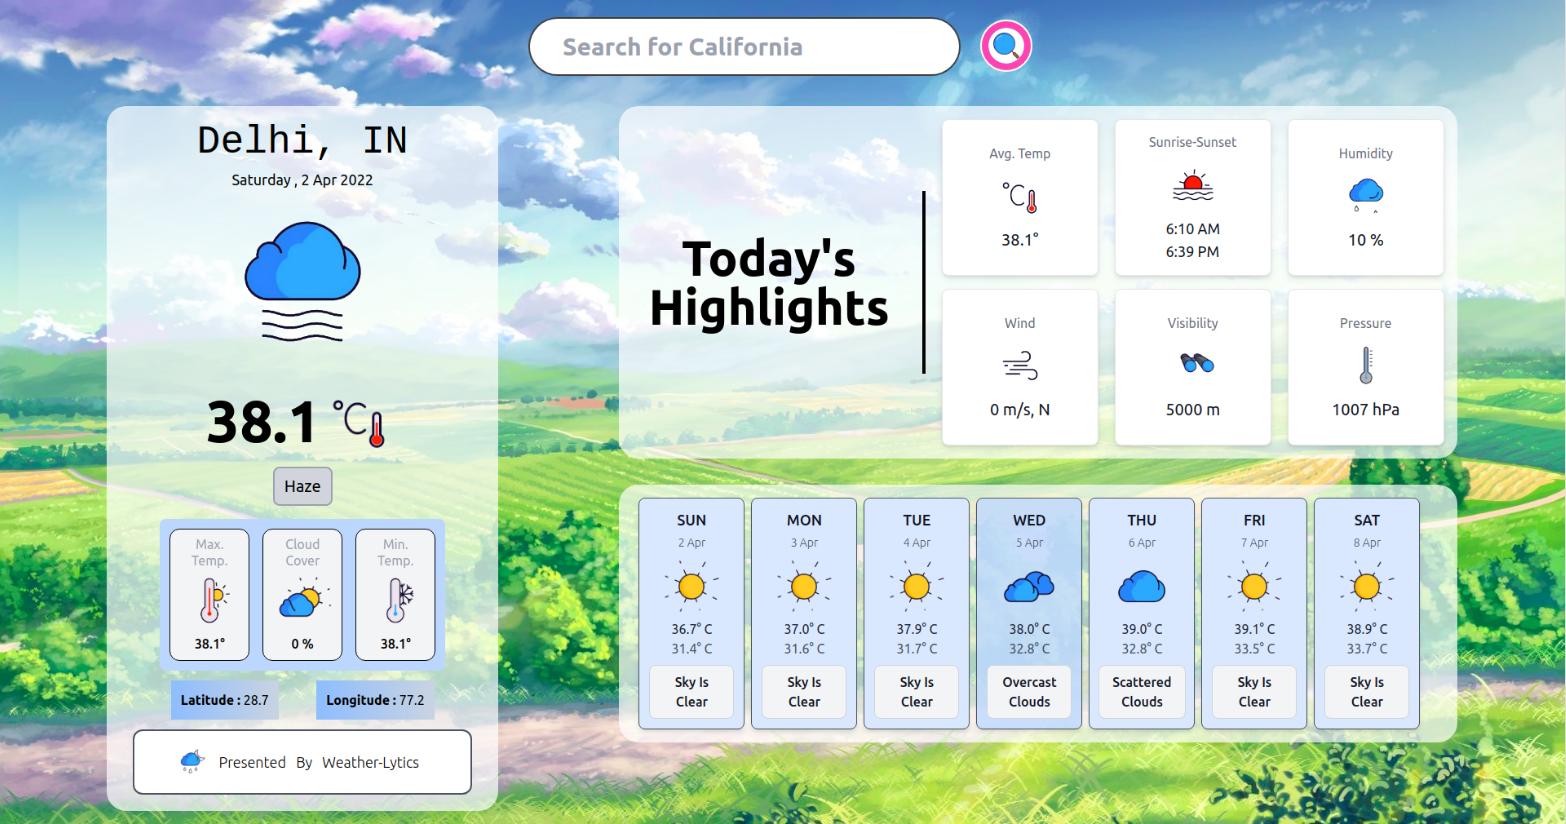 Search for California
Delhi, IN
Saturday , 2 Apr 2022
38.1 °C
Haze
Max.
Temp.
38.1°
Cloud
Cover
0 %
Min.
Temp.
38.1°
Latitude : 28.7
Longitude : 77.2
Presented By Weather-Lytics
Today's
Highlights
Avg. Temp
°C
38.1°
Sunrise-Sunset
6:10 AM
6:39 PM
Humidity
10 %
Wind
0 m/s, N
Visibility
5000 m
Pressure
1007 hPa
SUN
2 Apr
36.7° C
31.4° C
Sky Is
Clear
MON
3 Apr
37.0° C
31.6° C
Sky Is
Clear
TUE
4 Apr
37.9° C
31.7° C
Sky Is
Clear
WED
5 Apr
38.0° C
32.8° C
Overcast
Clouds
THU
6 Apr
39.0° C
32.8° C
Scattered
Clouds
FRI
7 Apr
39.1° C
33.5° C
Sky Is
Clear
SAT
8 Apr
38.9° C
33.7° C
Sky Is
Clear